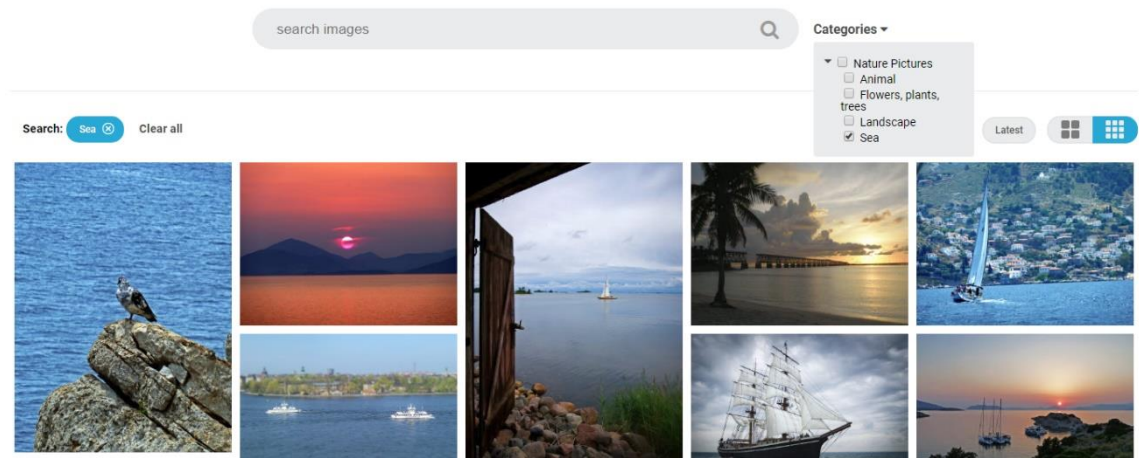 search images
Categories
Nature Pictures
Animal
Flowers, plants,
trees
Landscape
Sea
Search: Sea Clear all
Latest